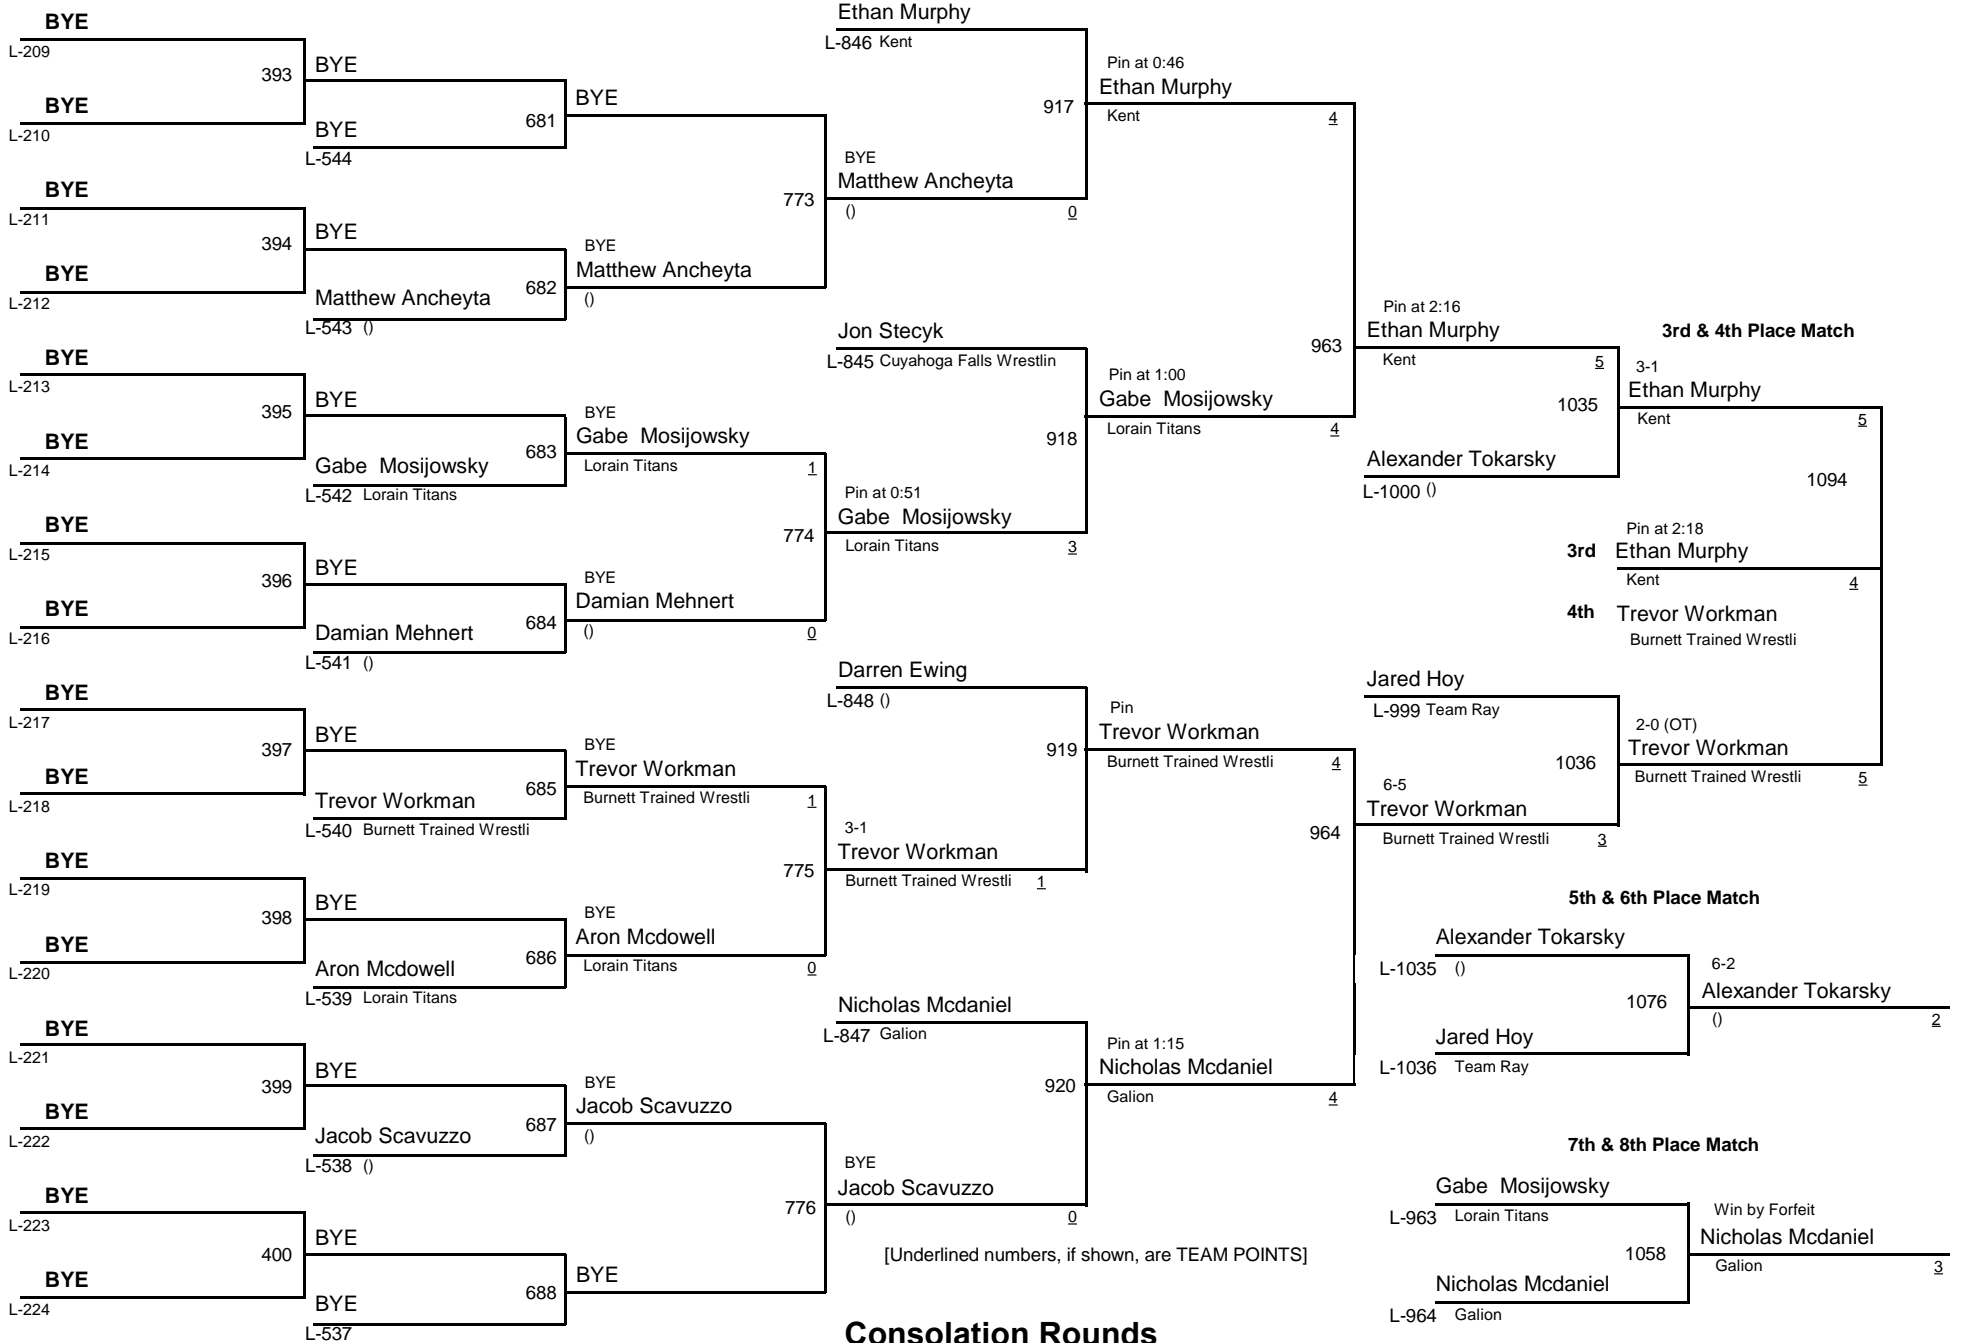 BYE
L-209
393
BYE
L-210
BYE
L-211
394
BYE
L-212
BYE
L-213
395
BYE
L-214
BYE
L-215
396
BYE
L-216
BYE
L-217
397
BYE
L-218
BYE
L-219
398
BYE
L-220
BYE
L-221
399
BYE
L-222
BYE
L-223
400
BYE
L-224
BYE
681
BYE
L-544
BYE
682
Matthew Ancheyta
L-543 ()
BYE
683
Gabe Mosijowsky
L-542 Lorain Titans
BYE
684
Damian Mehnert
L-541 ()
BYE
685
Trevor Workman
L-540 Burnett Trained Wrestli
BYE
686
Aron Mcdowell
L-539 Lorain Titans
BYE
687
Jacob Scavuzzo
L-538 ()
BYE
688
BYE
L-537
BYE
773
BYE
Matthew Ancheyta
()
BYE
Gabe Mosijowsky
Lorain Titans 1
774
BYE
Damian Mehnert
() 0
BYE
Trevor Workman
Burnett Trained Wrestli 1
775
BYE
Aron Mcdowell
Lorain Titans 0
BYE
Jacob Scavuzzo
()
776
BYE
Ethan Murphy
L-846 Kent
917
BYE
Matthew Ancheyta
() 0
Jon Stecyk
L-845 Cuyahoga Falls Wrestlin
918
Pin at 0:51
Gabe Mosijowsky
Lorain Titans 3
Darren Ewing
L-848 ()
919
3-1
Trevor Workman
Burnett Trained Wrestli 1
Nicholas Mcdaniel
L-847 Galion
920
BYE
Jacob Scavuzzo
() 0
Pin at 0:46
Ethan Murphy
Kent 4
963
Pin at 1:00
Gabe Mosijowsky
Lorain Titans 4
Pin
Trevor Workman
Burnett Trained Wrestli 4
964
Pin at 1:15
Nicholas Mcdaniel
Galion 4
Pin at 2:16
Ethan Murphy
Kent 5
1035
Alexander Tokarsky
L-1000 ()
Jared Hoy
L-999 Team Ray
1036
6-5
Trevor Workman
Burnett Trained Wrestli 3
3rd & 4th Place Match
3-1
Ethan Murphy
Kent 5
1094
Pin at 2:18
3rd Ethan Murphy
Kent 4
4th Trevor Workman
Burnett Trained Wrestli
2-0 (OT)
Trevor Workman
Burnett Trained Wrestli 5
5th & 6th Place Match
Alexander Tokarsky
L-1035 ()
1076
Jared Hoy
L-1036 Team Ray
6-2
Alexander Tokarsky
() 2
7th & 8th Place Match
Gabe Mosijowsky
L-963 Lorain Titans
1058
Nicholas Mcdaniel
L-964 Galion
Win by Forfeit
Nicholas Mcdaniel
Galion 3
[Underlined numbers, if shown, are TEAM POINTS]
Consolation Rounds